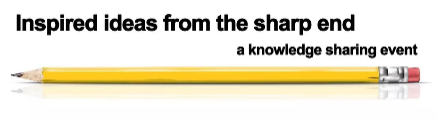 Inspired ideas from the sharp end
a knowledge sharing event